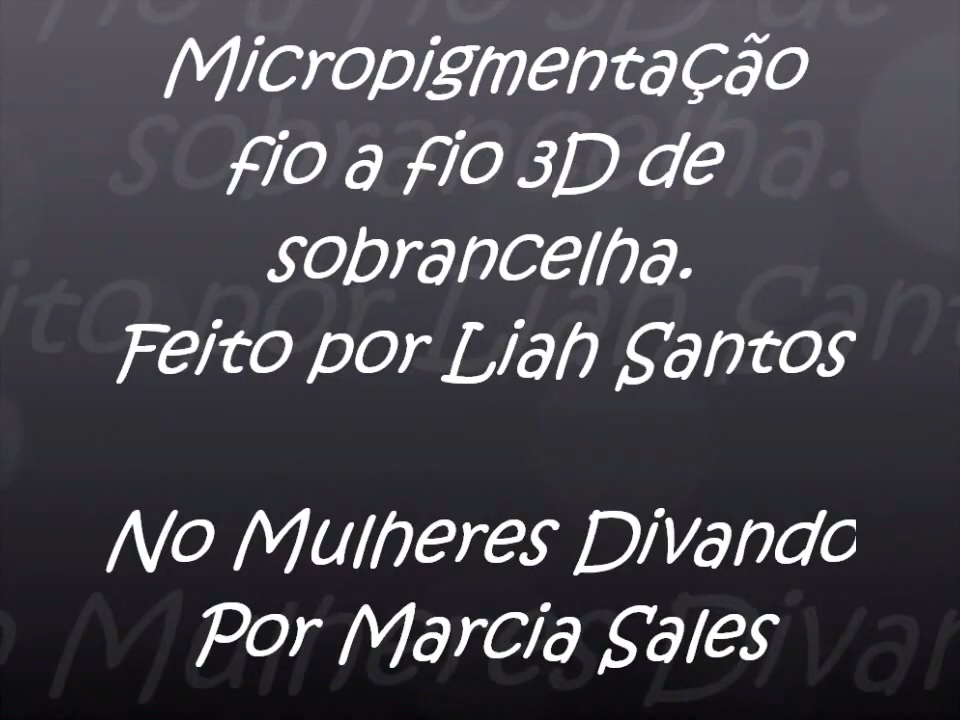 Micropigmentação
fio a fio 3D de
sobrancelha.
Feito por Liah Santos
No Mulheres Divando
Por Marcia Sales